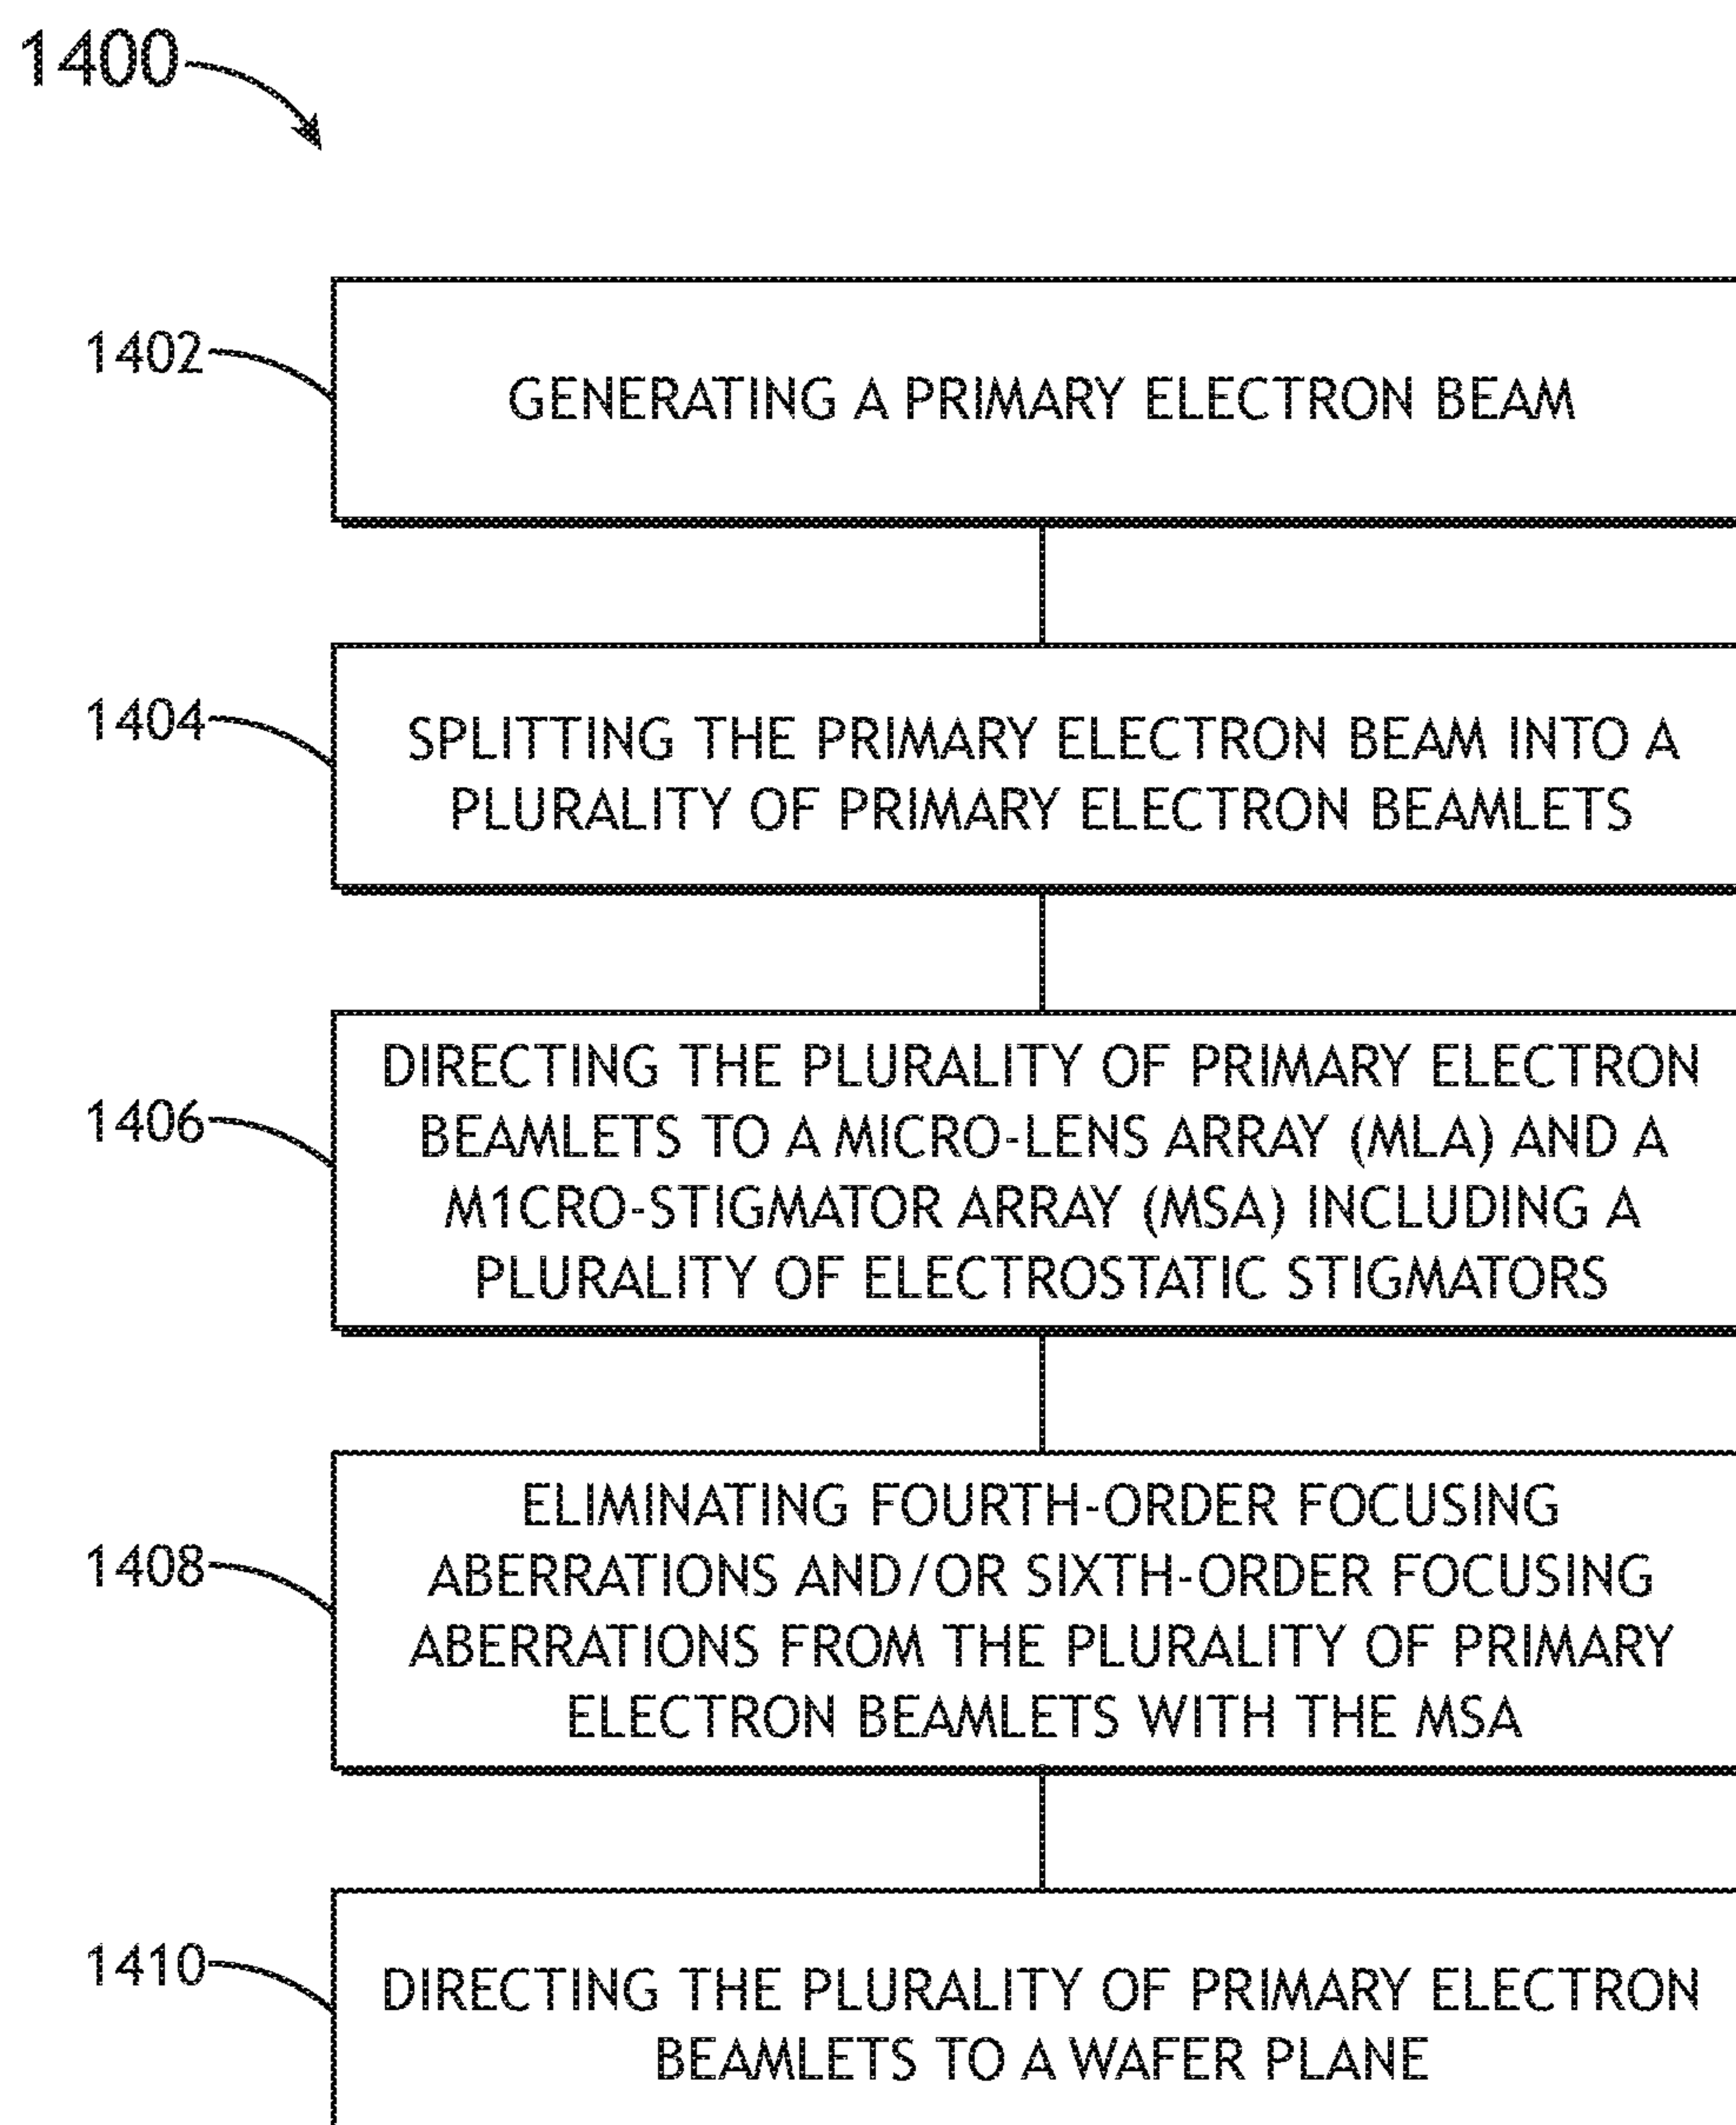 1400
1402
GENERATING A PRIMARY ELECTRON BEAM
1404
SPLITTING THE PRIMARY ELECTRON BEAM INTO A
PLURALITY OF PRIMARY ELECTRON BEAMLETS
1406
DIRECTING THE PLURALITY OF PRIMARY ELECTRON
BEAMLETS TO A MICRO-LENS ARRAY (MLA) AND A
M1CRO-STIGMATOR ARRAY (MSA) INCLUDING A
PLURALITY OF ELECTROSTATIC STIGMATORS
1408
ELIMINATING FOURTH-ORDER FOCUSING
ABERRATIONS AND/OR SIXTH-ORDER FOCUSING
ABERRATIONS FROM THE PLURALITY OF PRIMARY
ELECTRON BEAMLETS WITH THE MSA
1410
DIRECTING THE PLURALITY OF PRIMARY ELECTRON
BEAMLETS TO A WAFER PLANE